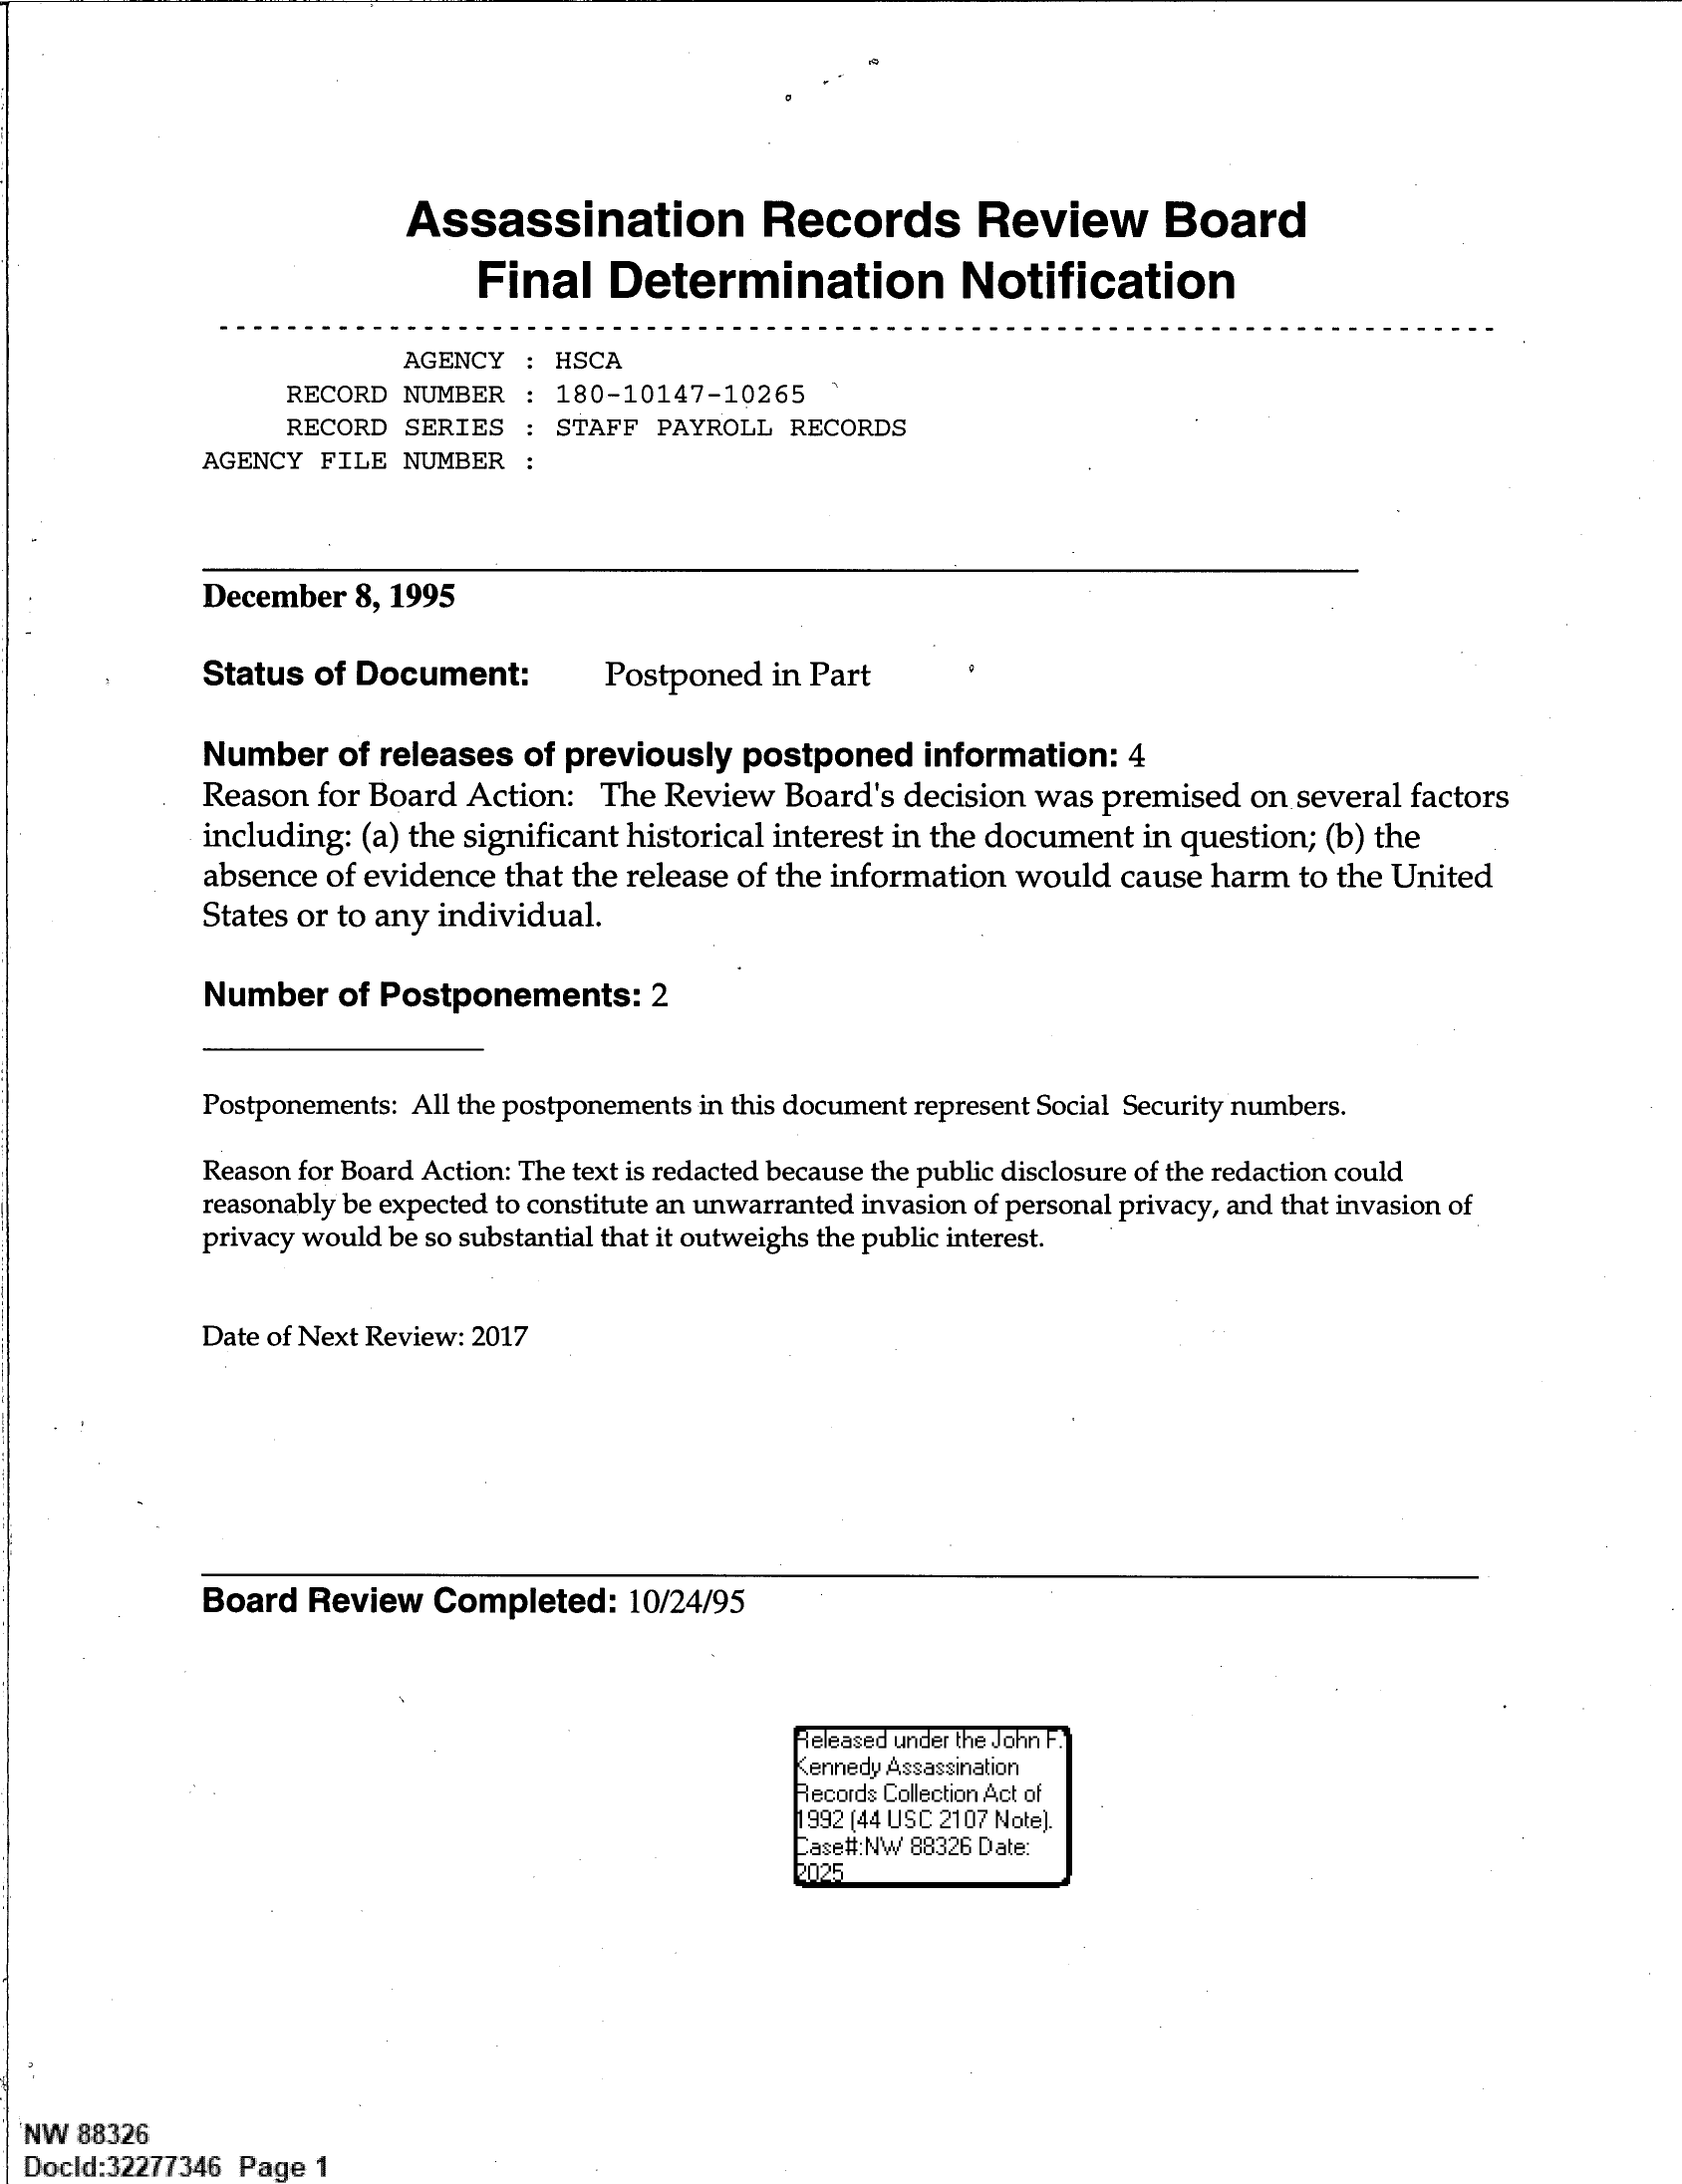 Assassination Records Review Board
Final Determination Notification
AGENCY : HSCA
RECORD NUMBER : 180-10147-10265
RECORD SERIES : STAFF PAYROLL RECORDS
AGENCY FILE NUMBER :
December 8, 1995
Status of Document: Postponed in Part
Number of releases of previously postponed information: 4
Reason for Board Action: The Review Board's decision was premised on several factors
including: (a) the significant historical interest in the document in question; (b) the
absence of evidence that the release of the information would cause harm to the United
States or to any individual.
Number of Postponements: 2
Postponements: All the postponements in this document represent Social Security numbers.
Reason for Board Action: The text is redacted because the public disclosure of the redaction could
reasonably be expected to constitute an unwarranted invasion of personal privacy, and that invasion of
privacy would be so substantial that it outweighs the public interest.
Date of Next Review: 2017
Board Review Completed: 10/24/95
Released under the John F.
Kennedy Assassination
Records Collection Act of
1992 (44 USC 2107 Note).
Case#:NW 88326 Date:
2025
NW 88326
DocId:32277346 Page 1